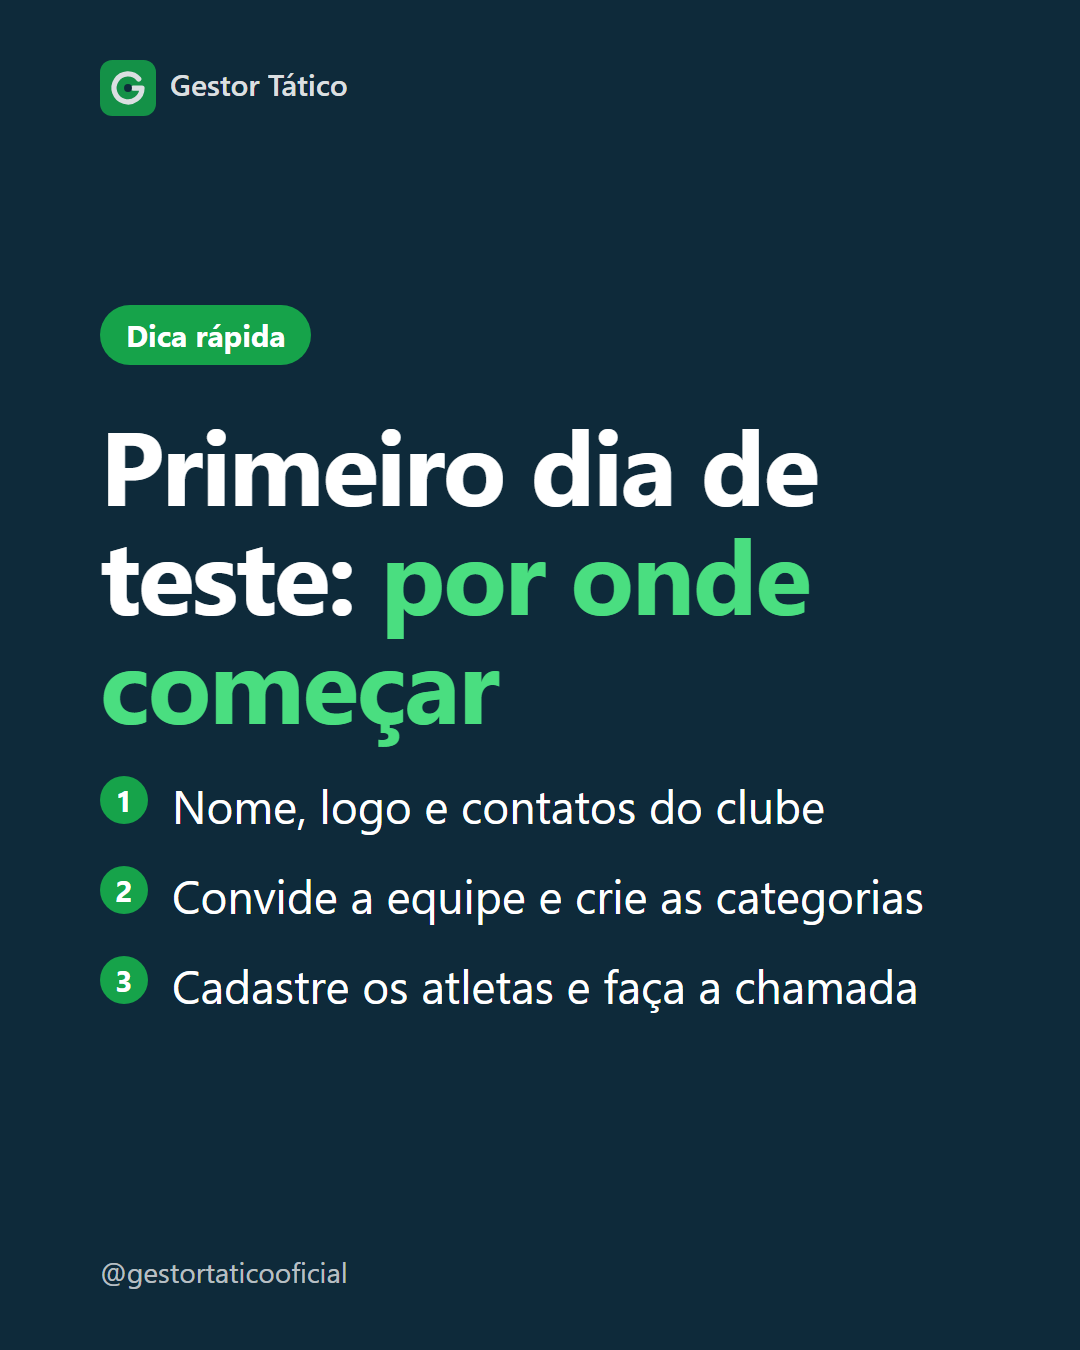 Gestor Tático
Dica rápida
Primeiro dia de
teste: por onde
começar
1 Nome, logo e contatos do clube
2 Convide a equipe e crie as categorias
3 Cadastre os atletas e faça a chamada
@gestortaticooficial